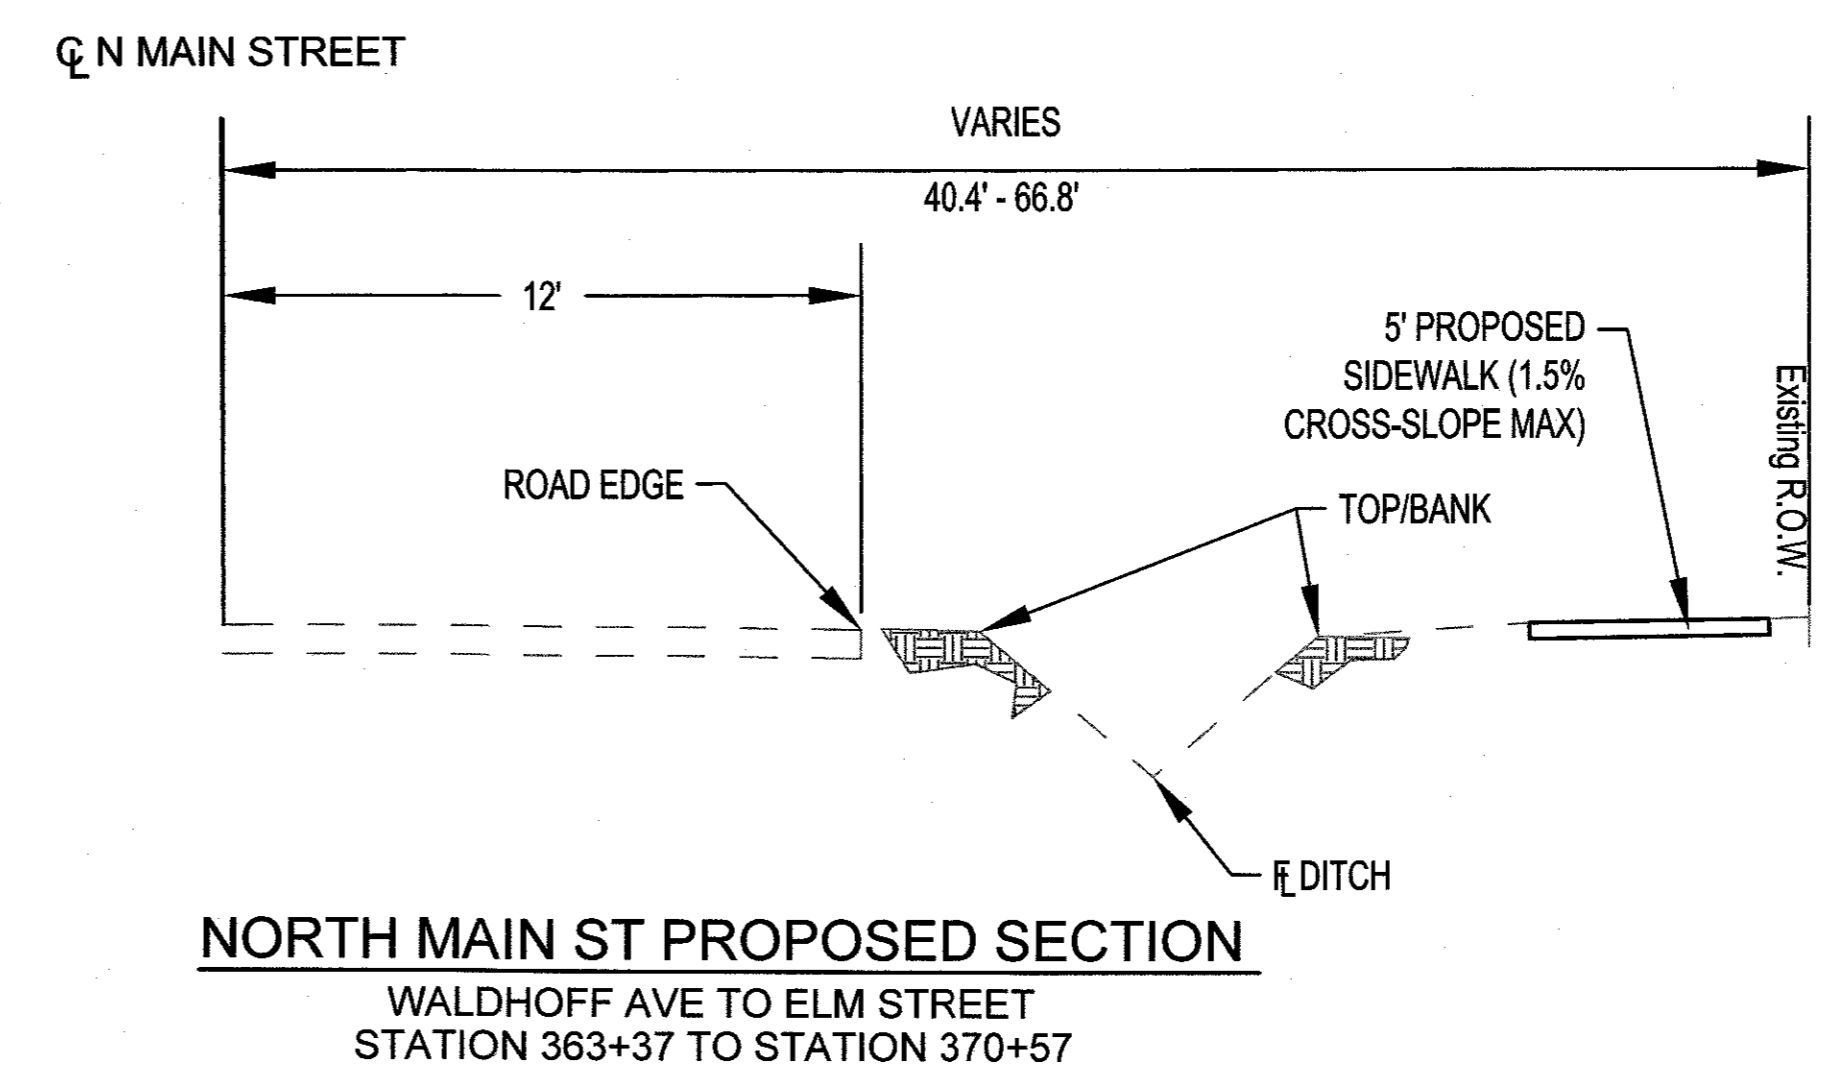 ℄ N MAIN STREET
VARIES
40.4' - 66.8'
12'
5' PROPOSED
SIDEWALK (1.5%
CROSS-SLOPE MAX)
Existing R.O.W.
ROAD EDGE
TOP/BANK
FL DITCH
NORTH MAIN ST PROPOSED SECTION
WALDHOFF AVE TO ELM STREET
STATION 363+37 TO STATION 370+57